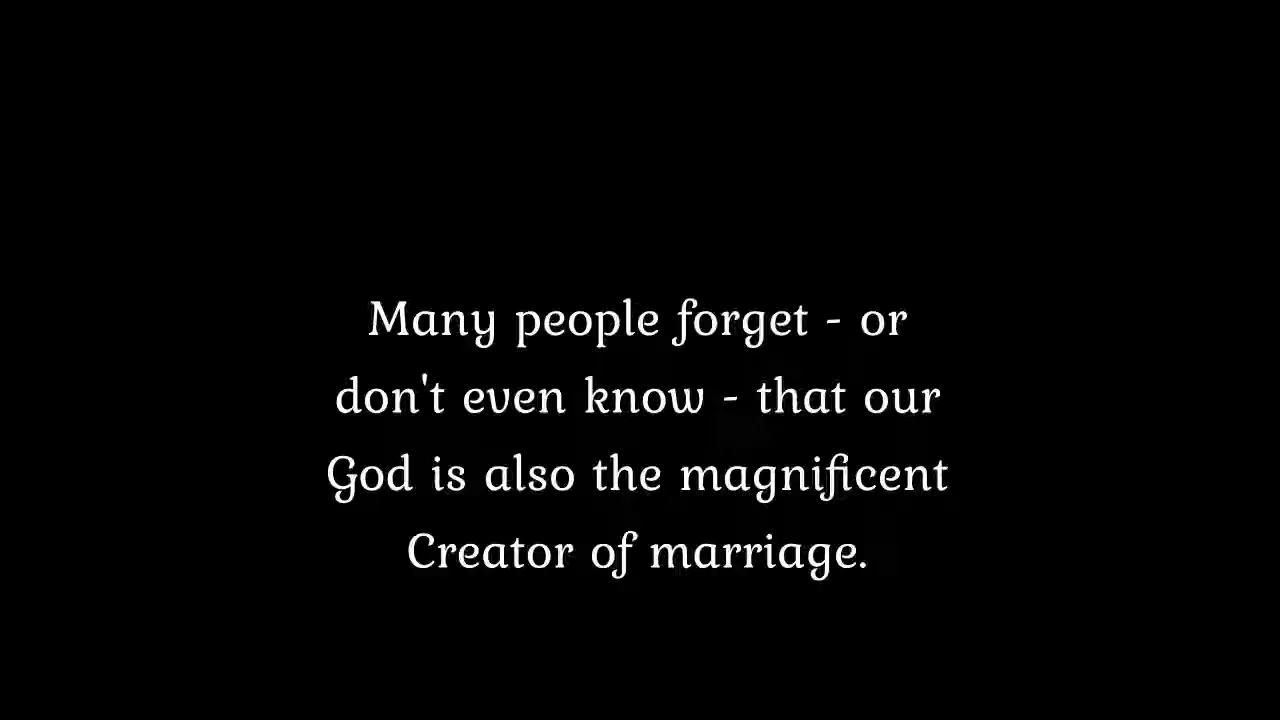 Many people forget - or
don't even know - that our
God is also the magnificent
Creator of marriage.